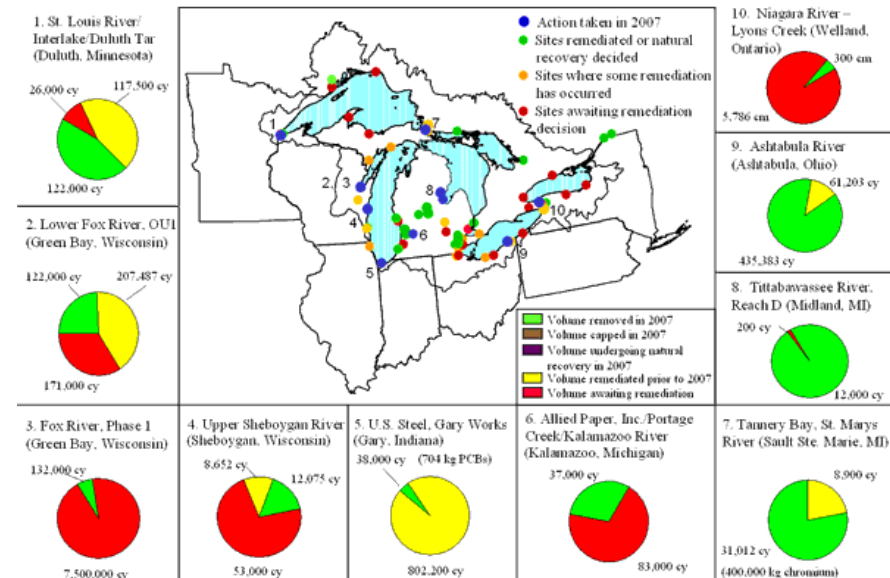 1. St. Louis River/
Interlake/Duluth Tar
(Duluth, Minnesota)
26,000 cy
117,500 cy
122,000 cy
2. Lower Fox River, OU1
(Green Bay, Wisconsin)
122,000 cy
207,487 cy
171,000 cy
3. Fox River, Phase 1
(Green Bay, Wisconsin)
132,000 cy
7,500,000 cy
4. Upper Sheboygan River
(Sheboygan, Wisconsin)
8,652 cy
12,075 cy
53,000 cy
5. U.S. Steel, Gary Works
(Gary, Indiana)
38,000 cy
(704 kg PCBs)
802,200 cy
6. Allied Paper, Inc./Portage
Creek/Kalamazoo River
(Kalamazoo, Michigan)
37,000 cy
83,000 cy
7. Tannery Bay, St. Marys
River (Sault Ste. Marie, MI)
8,900 cy
31,012 cy
(400,000 kg chromium)
8. Tittabawassee River,
Reach D (Midland, MI)
200 cy
12,000 cy
9. Ashtabula River
(Ashtabula, Ohio)
61,203 cy
435,383 cy
10. Niagara River –
Lyons Creek (Welland,
Ontario)
300 cm
5,786 cm
Action taken in 2007
Sites remediated or natural
recovery decided
Sites where some remediation
has occurred
Sites awaiting remediation
decision
1
2
3
4
5
6
7
8
9
10
Volume removed in 2007
Volume capped in 2007
Volume undergoing natural
recovery in 2007
Volume remediated prior to 2007
Volume awaiting remediation